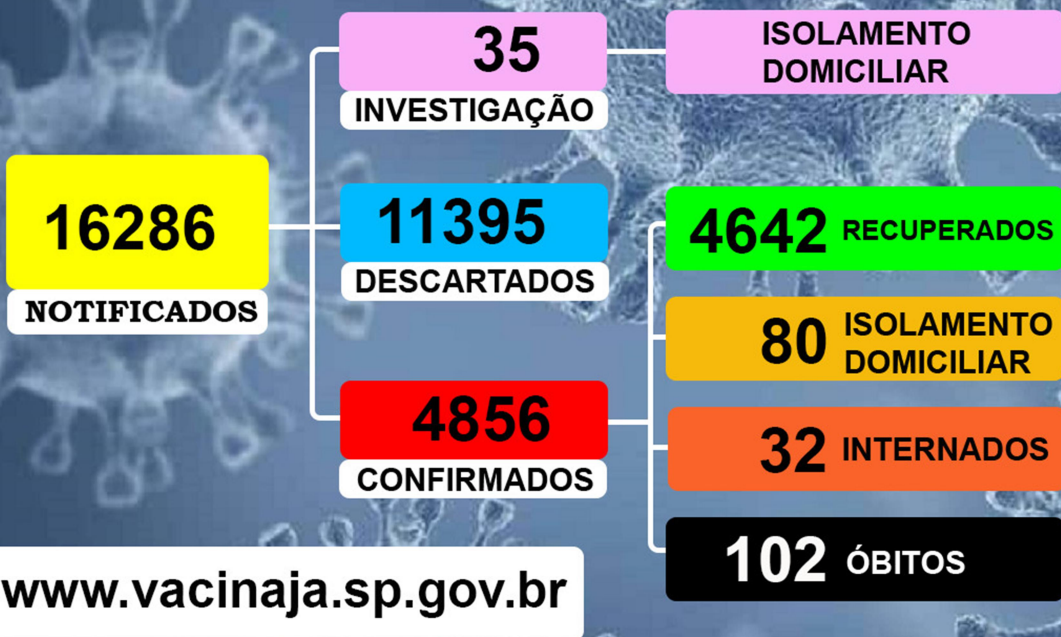 16286
NOTIFICADOS
35
INVESTIGAÇÃO
ISOLAMENTO
DOMICILIAR
11395
DESCARTADOS
4856
CONFIRMADOS
4642 RECUPERADOS
80 ISOLAMENTO
DOMICILIAR
32 INTERNADOS
102 ÓBITOS
www.vacinaja.sp.gov.br